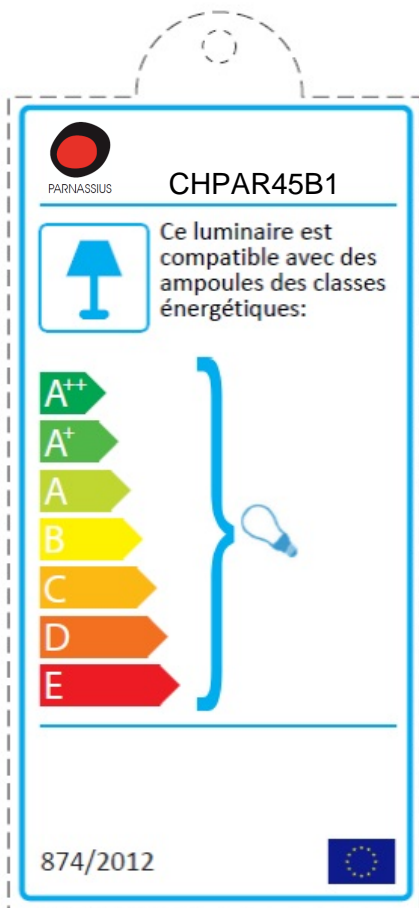 PARNASSIUS
CHPAR45B1
Ce luminaire est
compatible avec des
ampoules des classes
énergétiques:
A++
A+
A
B
C
D
E
874/2012